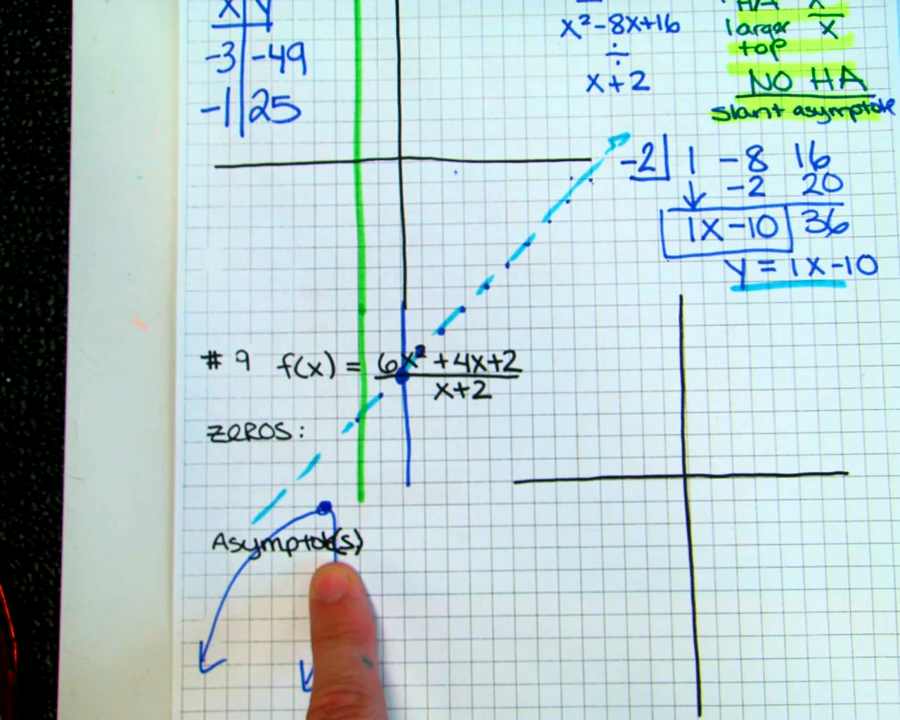 X Y
-3 -49
-1 25
x²-8x+16
÷
x+2
HA x
larger x
top
NO HA
Slant asymptote
-2 1 -8 16
↓ -2 20
1x-10 36
y = 1x-10
# 9 f(x) = 6x² +4x+2
x+2
zeros:
Asymptote(s)